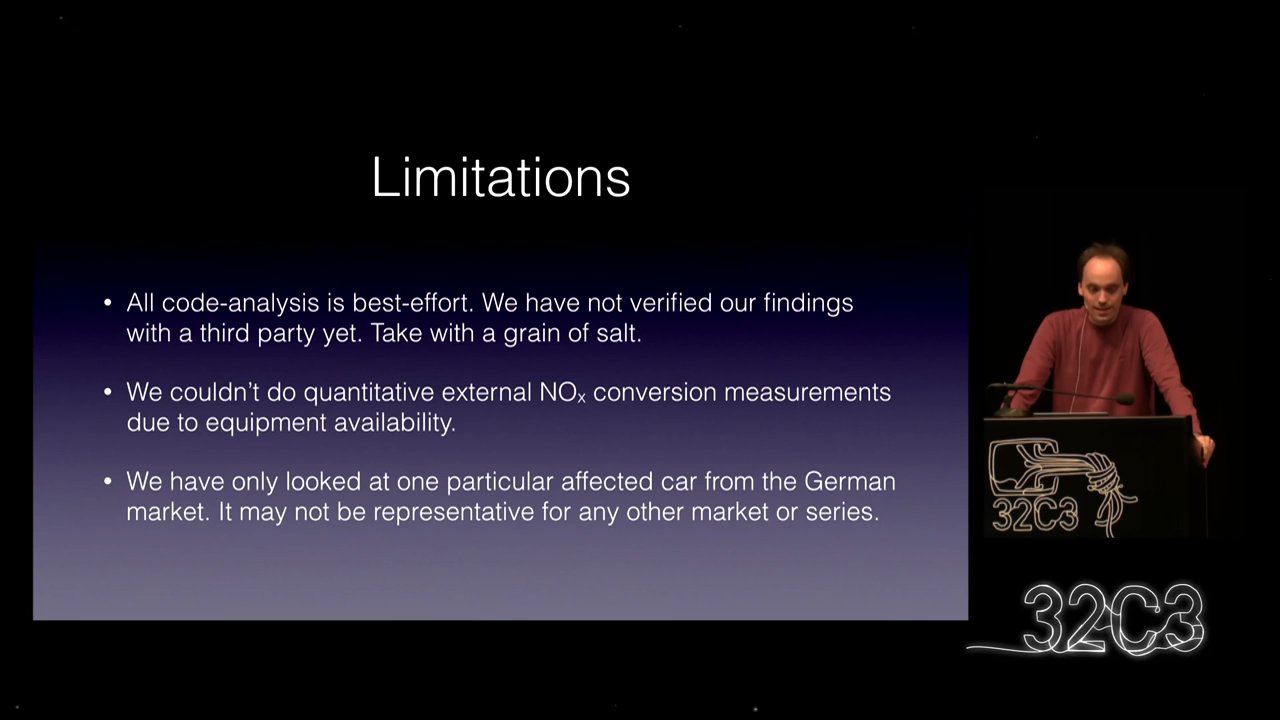 Limitations
• All code-analysis is best-effort. We have not verified our findings
with a third party yet. Take with a grain of salt.
• We couldn’t do quantitative external NOₓ conversion measurements
due to equipment availability.
• We have only looked at one particular affected car from the German
market. It may not be representative for any other market or series.
32C3
32C3